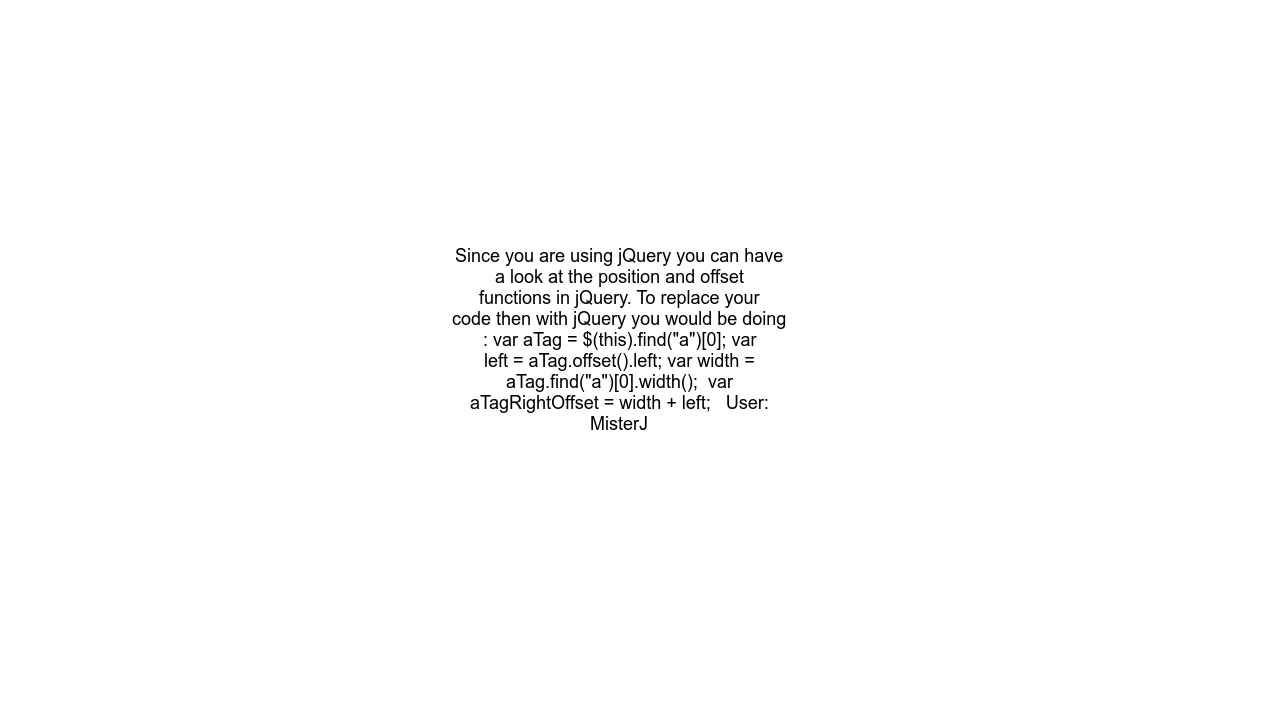 Since you are using jQuery you can have
a look at the position and offset
functions in jQuery. To replace your
code then with jQuery you would be doing
: var aTag = $(this).find("a")[0]; var
left = aTag.offset().left; var width =
aTag.find("a")[0].width();  var
aTagRightOffset = width + left;   User:
MisterJ